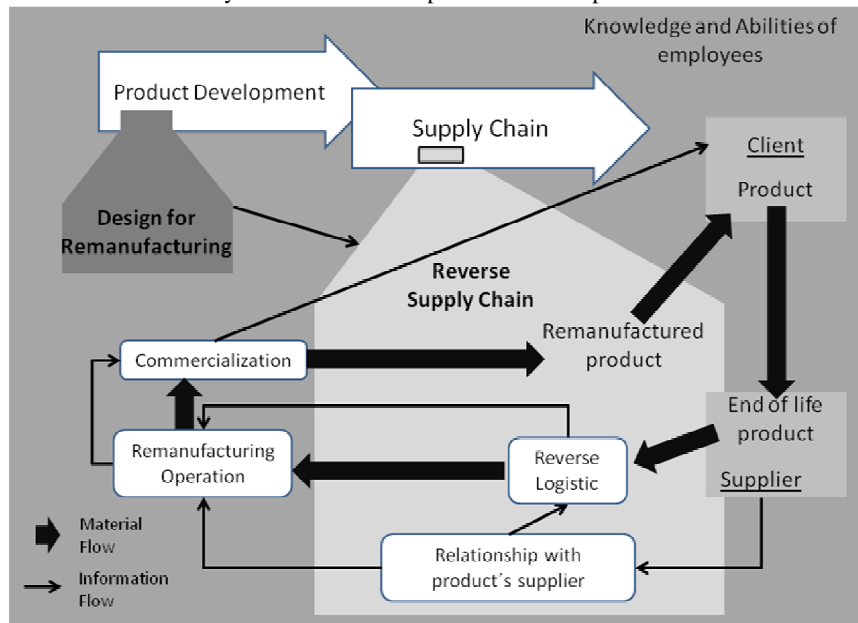 Knowledge and Abilities of
employees
Product Development
Supply Chain
Client
Product
Design for
Remanufacturing
Reverse
Supply Chain
Remanufactured
product
Commercialization
End of life
product
Supplier
Remanufacturing
Operation
Reverse
Logistic
Material
Flow
Relationship with
product´s supplier
Information
Flow